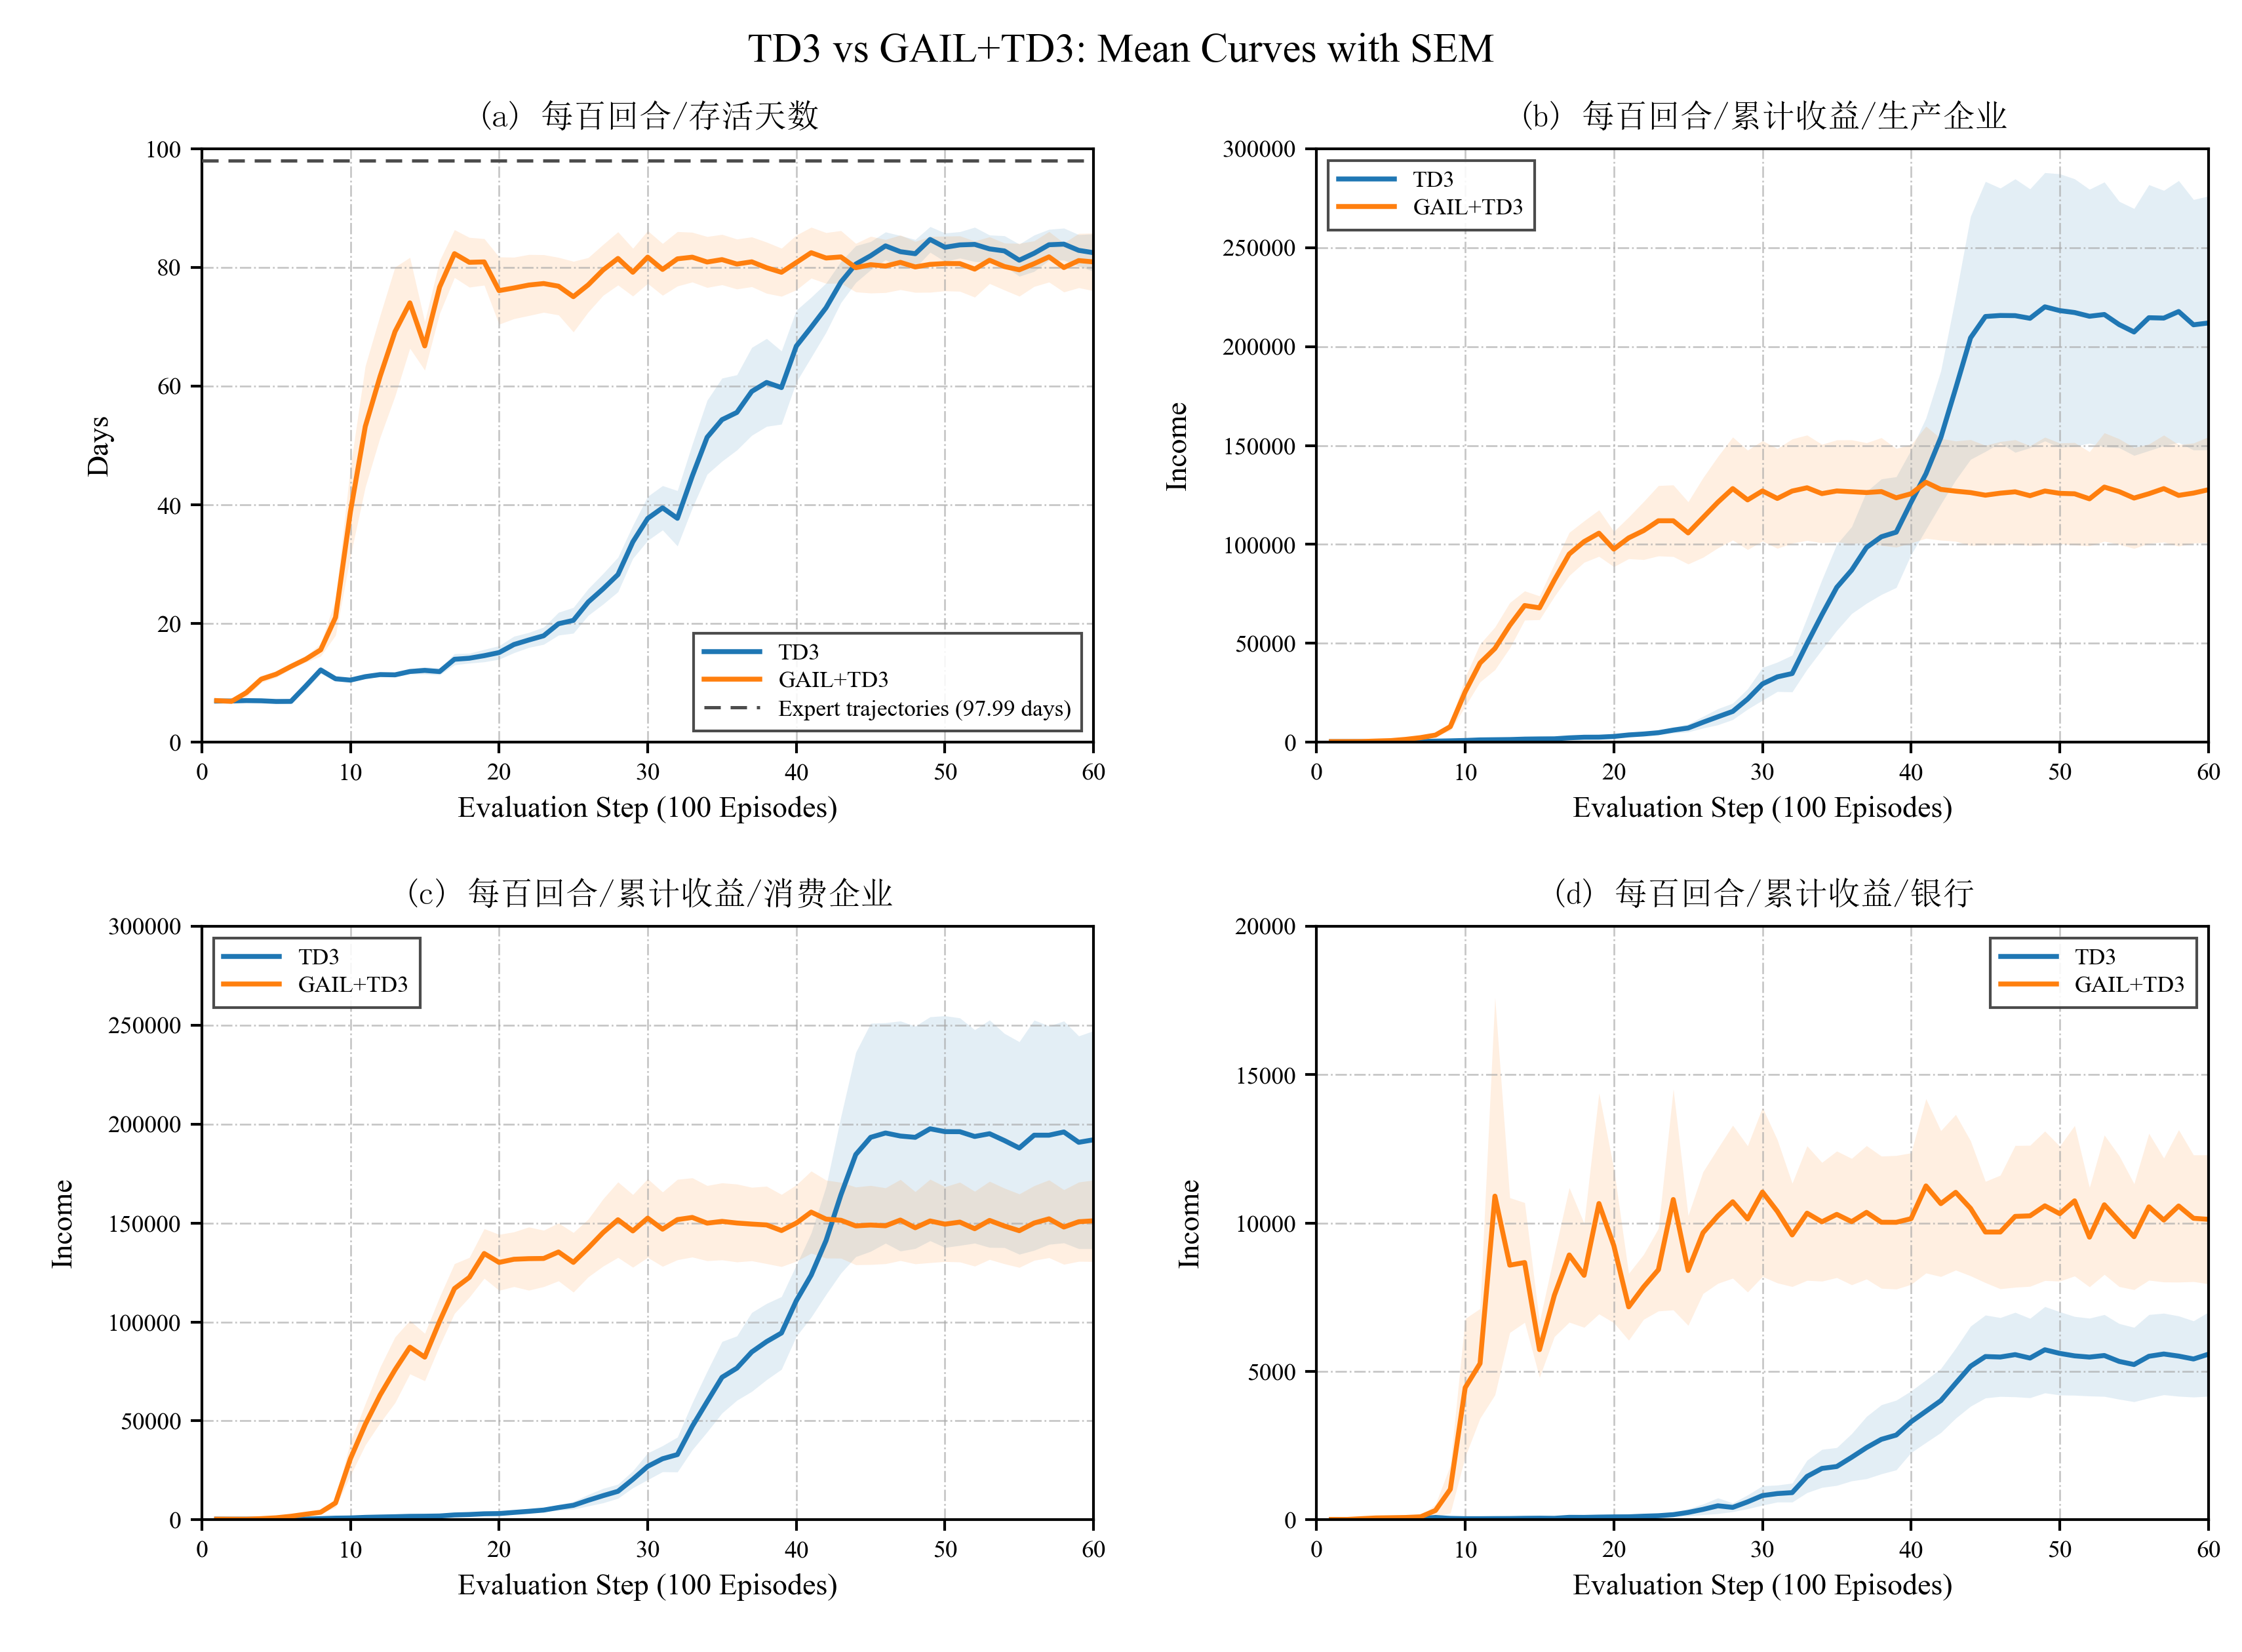 TD3 vs GAIL+TD3: Mean Curves with SEM
(a) 每百回合/存活天数
100
80
60
40
20
0
Days
TD3
GAIL+TD3
Expert trajectories (97.99 days)
0 10 20 30 40 50 60
Evaluation Step (100 Episodes)
(b) 每百回合/累计收益/生产企业
300000
250000
200000
150000
100000
50000
0
Income
TD3
GAIL+TD3
0 10 20 30 40 50 60
Evaluation Step (100 Episodes)
(c) 每百回合/累计收益/消费企业
300000
250000
200000
150000
100000
50000
0
Income
TD3
GAIL+TD3
0 10 20 30 40 50 60
Evaluation Step (100 Episodes)
(d) 每百回合/累计收益/银行
20000
15000
10000
5000
0
Income
TD3
GAIL+TD3
0 10 20 30 40 50 60
Evaluation Step (100 Episodes)